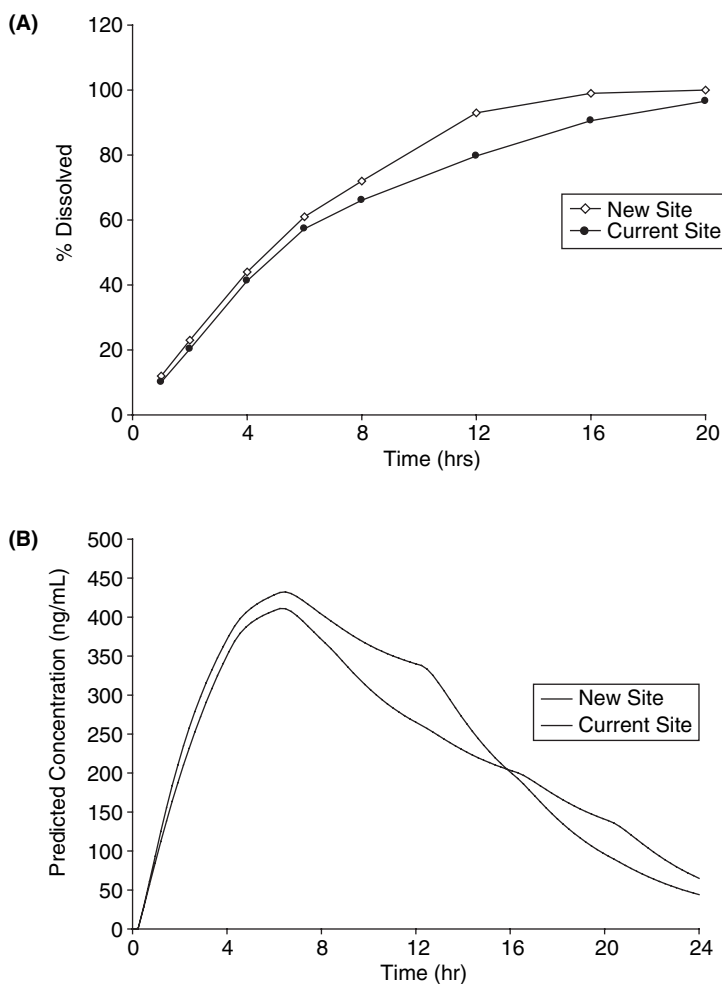 (A)
120
100
80
60
40
20
0
% Dissolved
0 4 8 12 16 20
Time (hrs)
New Site
Current Site
(B)
500
450
400
350
300
250
200
150
100
50
0
Predicted Concentration (ng/mL)
0 4 8 12 16 20 24
Time (hr)
New Site
Current Site